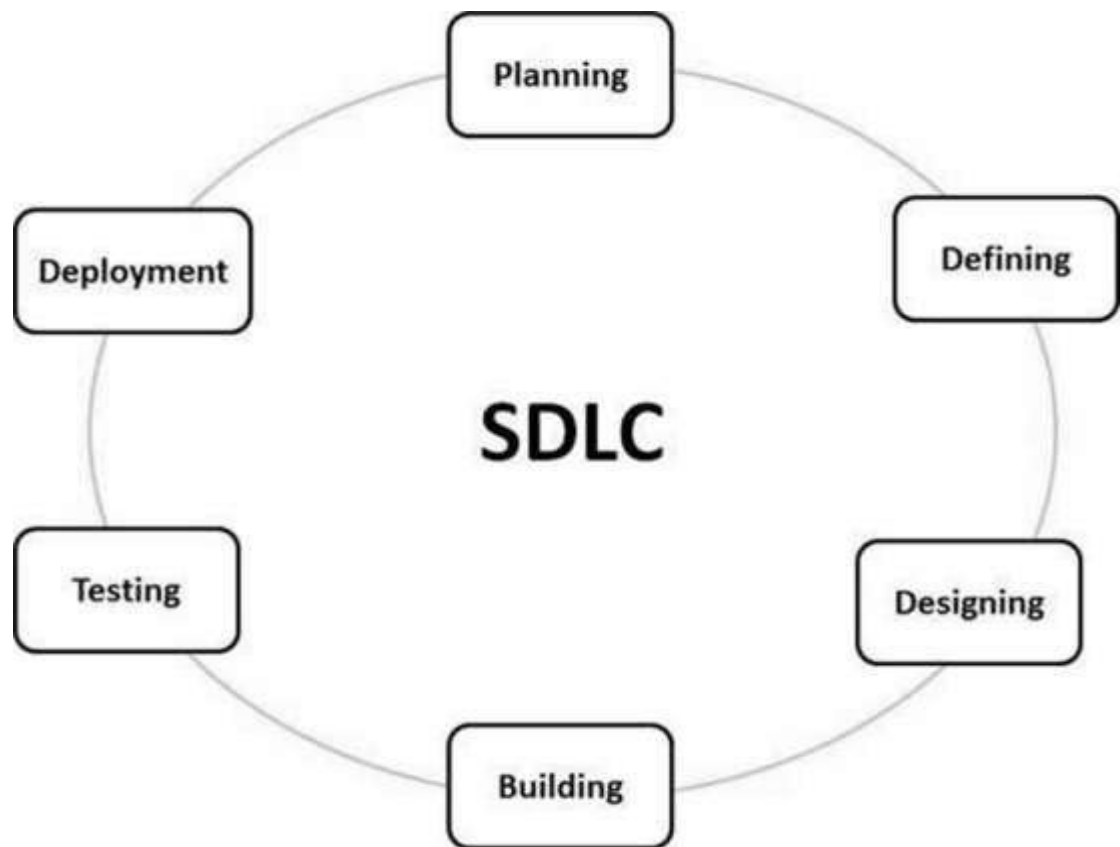 Planning
Defining
Designing
Building
Testing
Deployment
SDLC